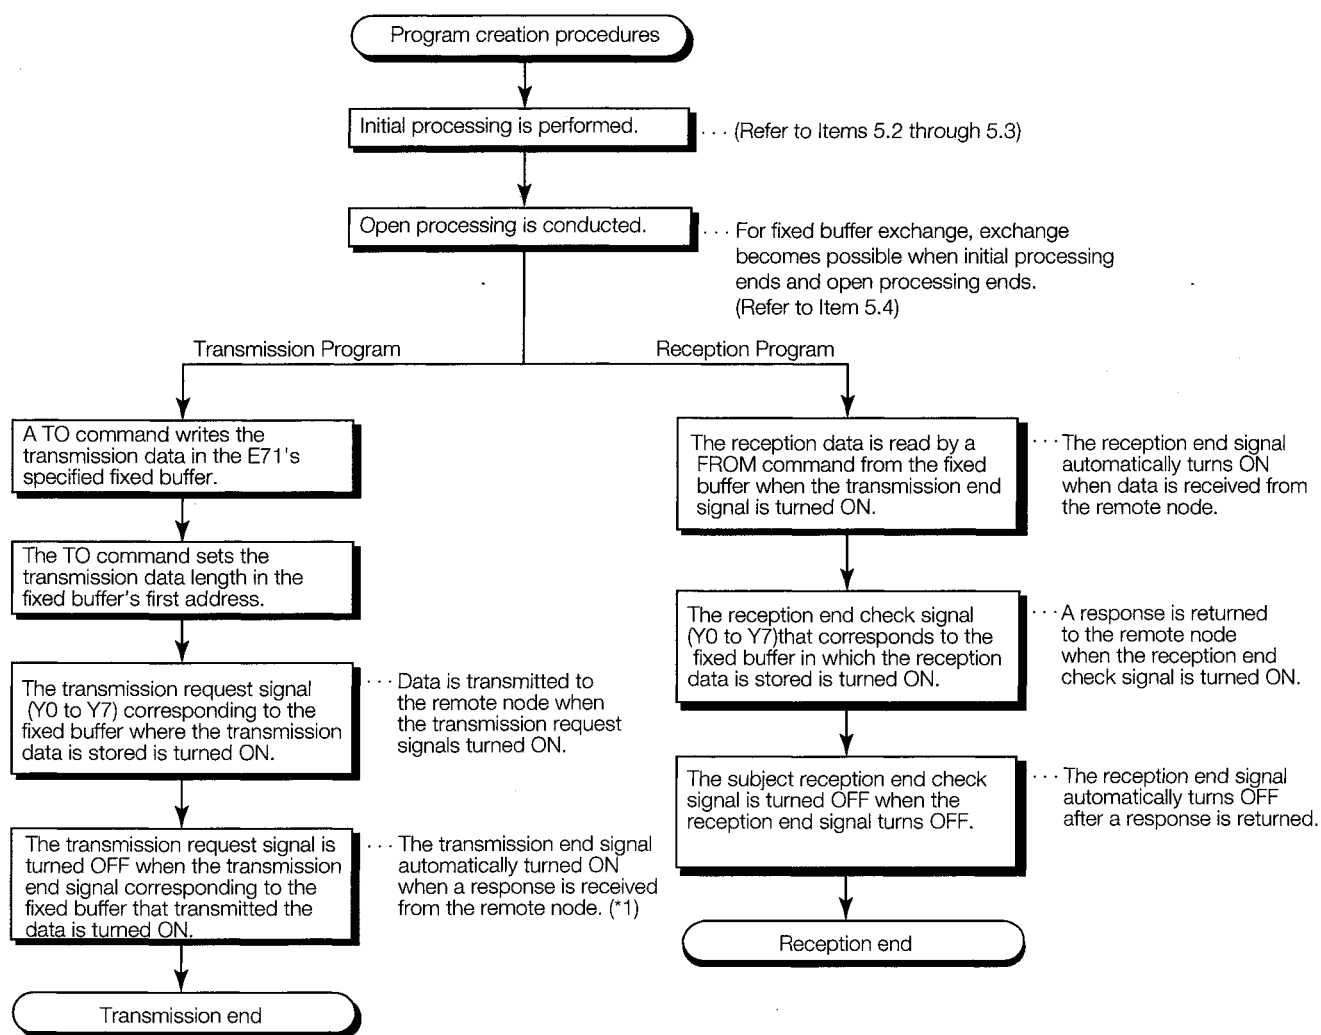 Program creation procedures
Initial processing is performed.
··· (Refer to Items 5.2 through 5.3)
Open processing is conducted.
··· For fixed buffer exchange, exchange
becomes possible when initial processing
ends and open processing ends.
(Refer to Item 5.4)
Transmission Program
Reception Program
A TO command writes the
transmission data in the E71's
specified fixed buffer.
The TO command sets the
transmission data length in the
fixed buffer's first address.
The transmission request signal
(Y0 to Y7) corresponding to the
fixed buffer where the transmission
data is stored is turned ON.
··· Data is transmitted to
the remote node when
the transmission request
signals turned ON.
The transmission request signal is
turned OFF when the transmission
end signal corresponding to the
fixed buffer that transmitted the
data is turned ON.
··· The transmission end signal
automatically turned ON
when a response is received
from the remote node. (*1)
Transmission end
The reception data is read by a
FROM command from the fixed
buffer when the transmission end
signal is turned ON.
··· The reception end signal
automatically turns ON
when data is received from
the remote node.
The reception end check signal
(Y0 to Y7)that corresponds to the
fixed buffer in which the reception
data is stored is turned ON.
··· A response is returned
to the remote node
when the reception end
check signal is turned ON.
The subject reception end check
signal is turned OFF when the
reception end signal turns OFF.
··· The reception end signal
automatically turns OFF
after a response is returned.
Reception end